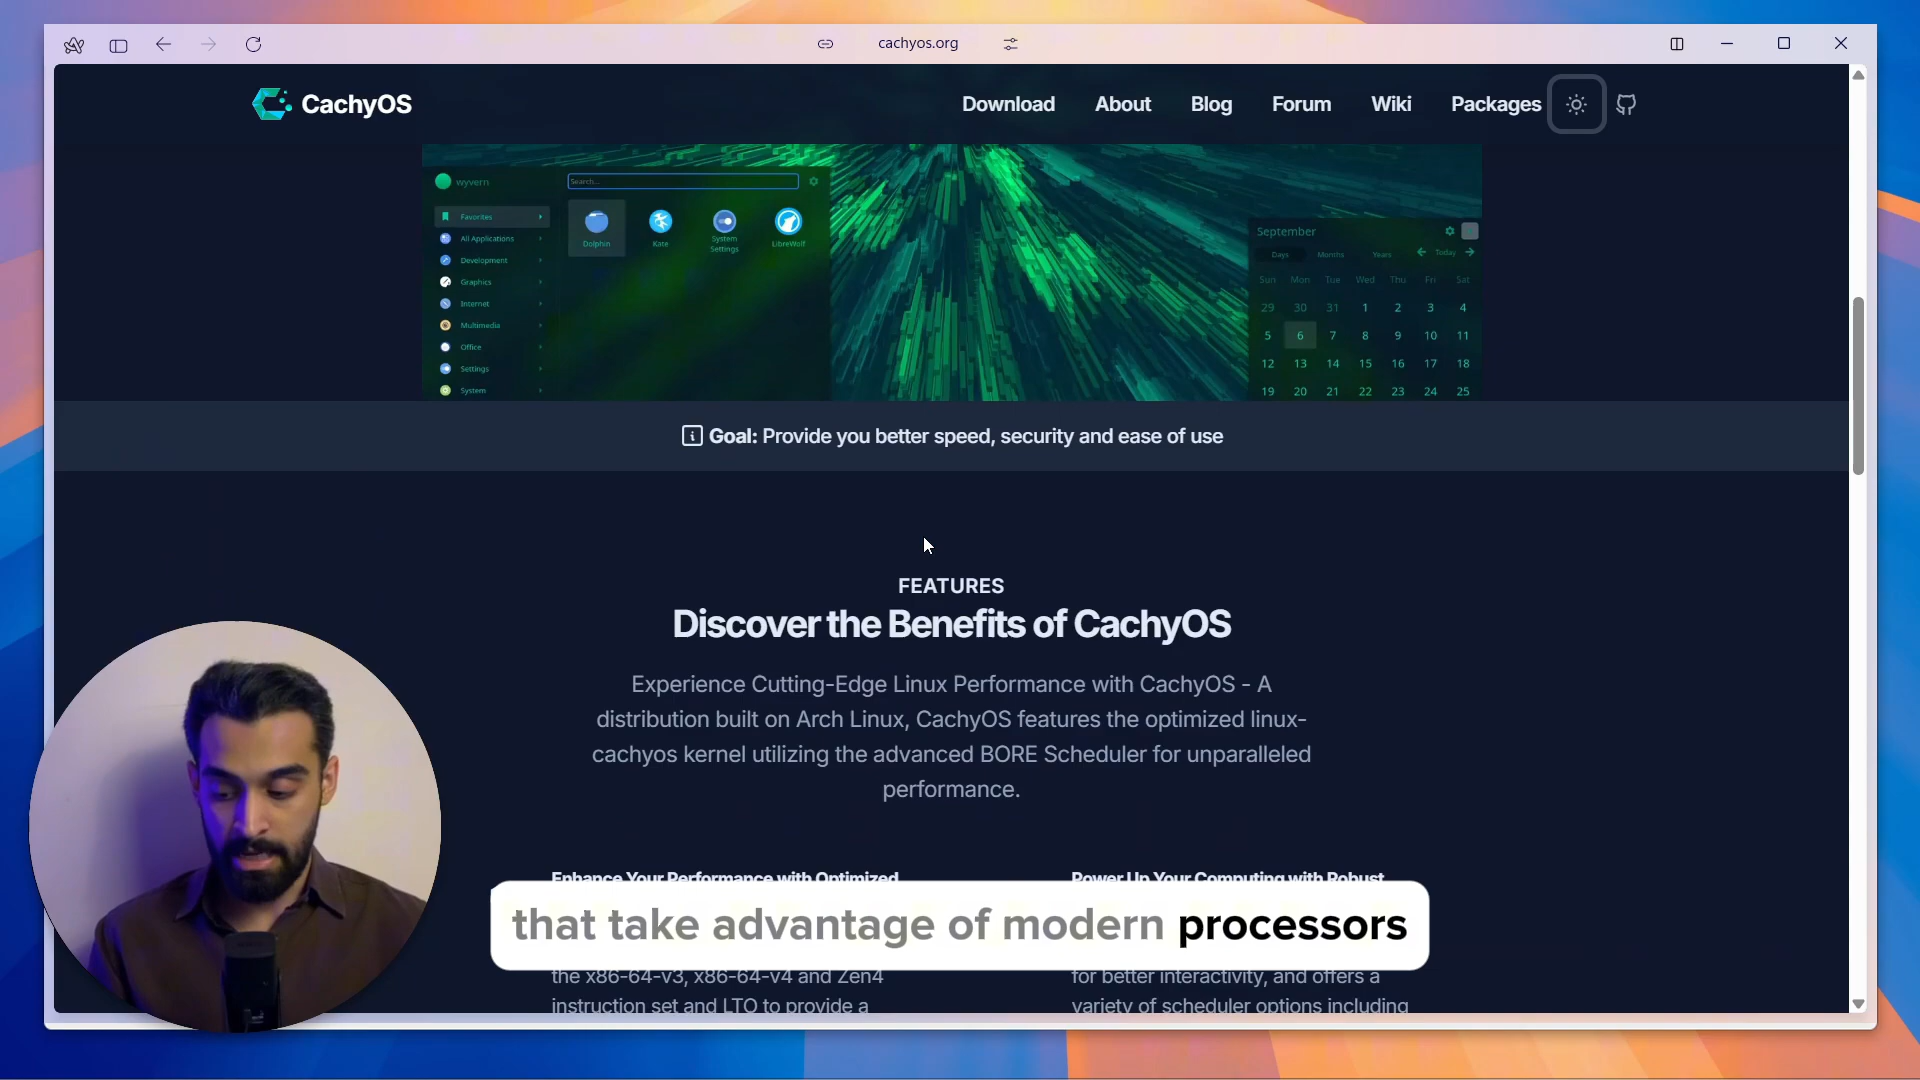 cachyos.org
CachyOS
Download About Blog Forum Wiki Packages
wyvern
Search...
Favorites
All Applications
Development
Graphics
Internet
Multimedia
Office
Settings
System
Dolphin
Kate
System
Settings
LibreWolf
September
Days Months Years Today
Sun Mon Tue Wed Thu Fri Sat
29 30 31 1 2 3 4
5 6 7 8 9 10 11
12 13 14 15 16 17 18
19 20 21 22 23 24 25
Goal: Provide you better speed, security and ease of use
FEATURES
Discover the Benefits of CachyOS
Experience Cutting-Edge Linux Performance with CachyOS - A
distribution built on Arch Linux, CachyOS features the optimized linux-
cachyos kernel utilizing the advanced BORE Scheduler for unparalleled
performance.
Enhance Your Performance with Optimized
the x86-64-v3, x86-64-v4 and Zen4
instruction set and LTO to provide a
Power Up Your Computing with Robust
for better interactivity, and offers a
variety of scheduler options including
that take advantage of modern processors